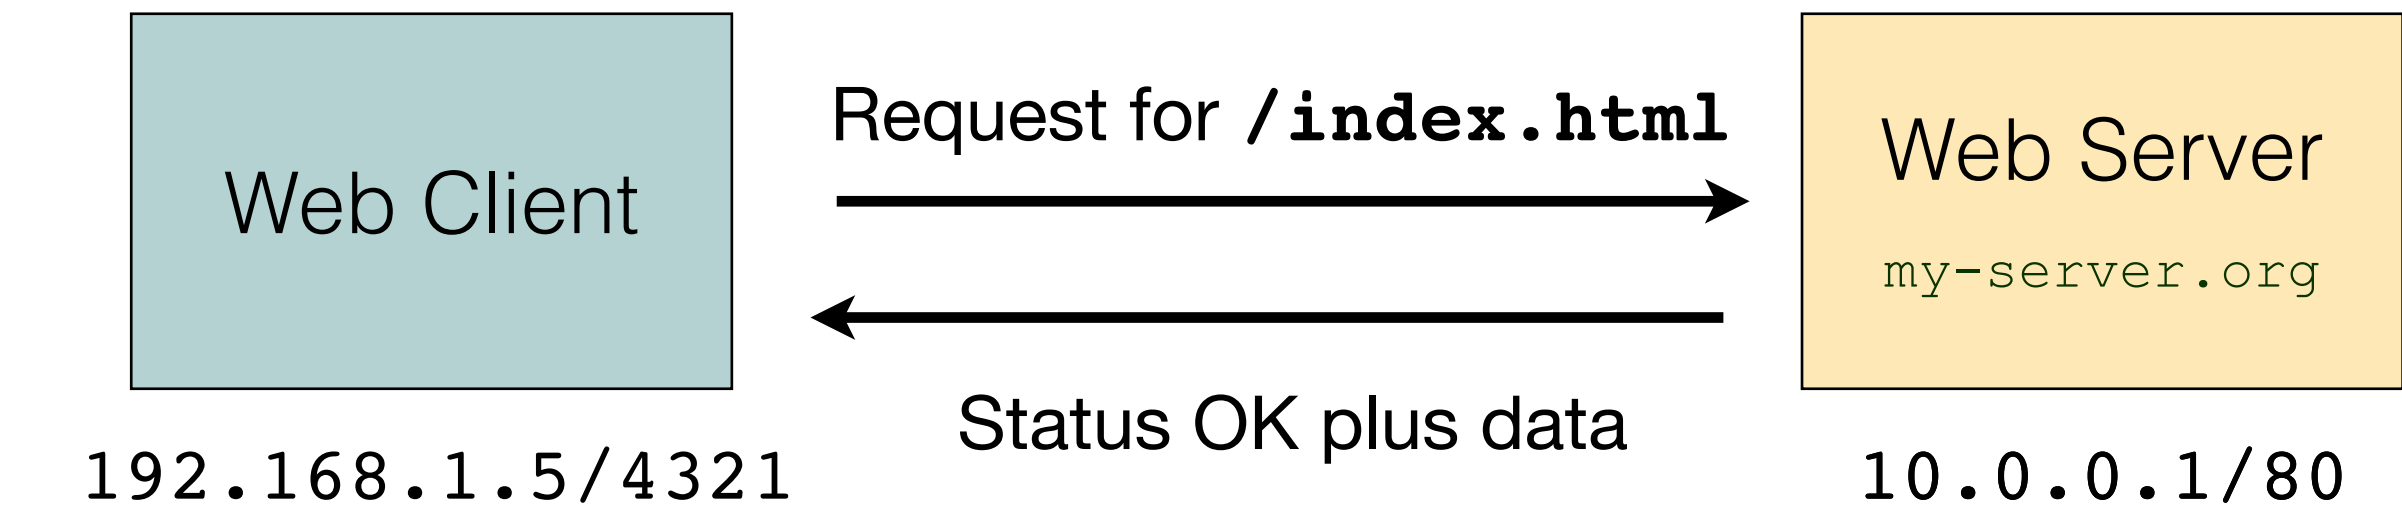 Web Client
192.168.1.5/4321
Request for /index.html
Status OK plus data
Web Server
my-server.org
10.0.0.1/80